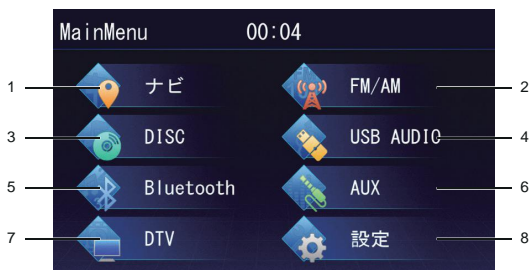 MainMenu 00:04
1 ナビ FM/AM 2
3 DISC USB AUDIO 4
5 Bluetooth AUX 6
7 DTV 設定 8